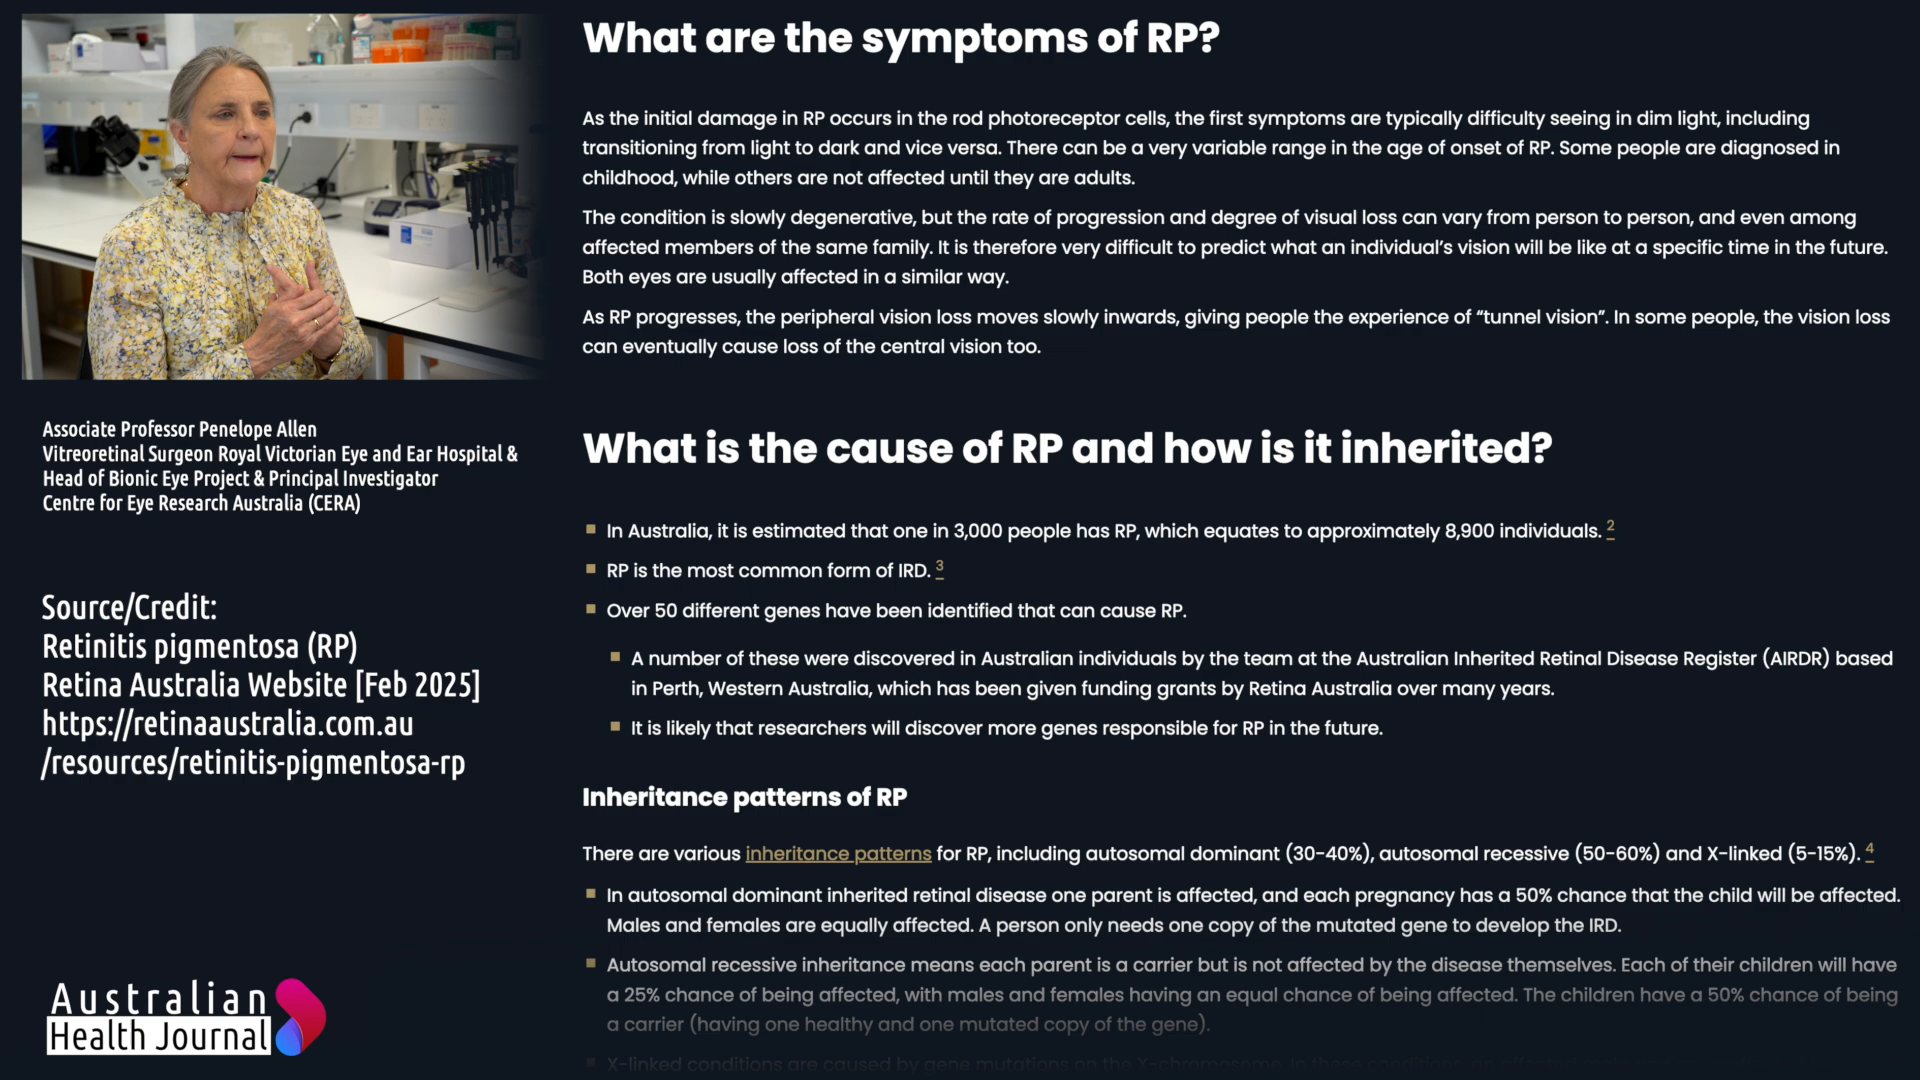 What are the symptoms of RP?
As the initial damage in RP occurs in the rod photoreceptor cells, the first symptoms are typically difficulty seeing in dim light, including
transitioning from light to dark and vice versa. There can be a very variable range in the age of onset of RP. Some people are diagnosed in
childhood, while others are not affected until they are adults.
The condition is slowly degenerative, but the rate of progression and degree of visual loss can vary from person to person, and even among
affected members of the same family. It is therefore very difficult to predict what an individual’s vision will be like at a specific time in the future.
Both eyes are usually affected in a similar way.
As RP progresses, the peripheral vision loss moves slowly inwards, giving people the experience of “tunnel vision”. In some people, the vision loss
can eventually cause loss of the central vision too.
Associate Professor Penelope Allen
Vitreoretinal Surgeon Royal Victorian Eye and Ear Hospital &
Head of Bionic Eye Project & Principal Investigator
Centre for Eye Research Australia (CERA)
Source/Credit:
Retinitis pigmentosa (RP)
Retina Australia Website [Feb 2025]
https://retinaaustralia.com.au
/resources/retinitis-pigmentosa-rp
Australian
Health Journal
What is the cause of RP and how is it inherited?
In Australia, it is estimated that one in 3,000 people has RP, which equates to approximately 8,900 individuals. 2
RP is the most common form of IRD. 3
Over 50 different genes have been identified that can cause RP.
A number of these were discovered in Australian individuals by the team at the Australian Inherited Retinal Disease Register (AIRDR) based
in Perth, Western Australia, which has been given funding grants by Retina Australia over many years.
It is likely that researchers will discover more genes responsible for RP in the future.
Inheritance patterns of RP
There are various inheritance patterns for RP, including autosomal dominant (30-40%), autosomal recessive (50-60%) and X-linked (5-15%). 4
In autosomal dominant inherited retinal disease one parent is affected, and each pregnancy has a 50% chance that the child will be affected.
Males and females are equally affected. A person only needs one copy of the mutated gene to develop the IRD.
Autosomal recessive inheritance means each parent is a carrier but is not affected by the disease themselves. Each of their children will have
a 25% chance of being affected, with males and females having an equal chance of being affected. The children have a 50% chance of being
a carrier (having one healthy and one mutated copy of the gene).
X-linked conditions are caused by gene mutations on the X-chromosome. In these conditions,